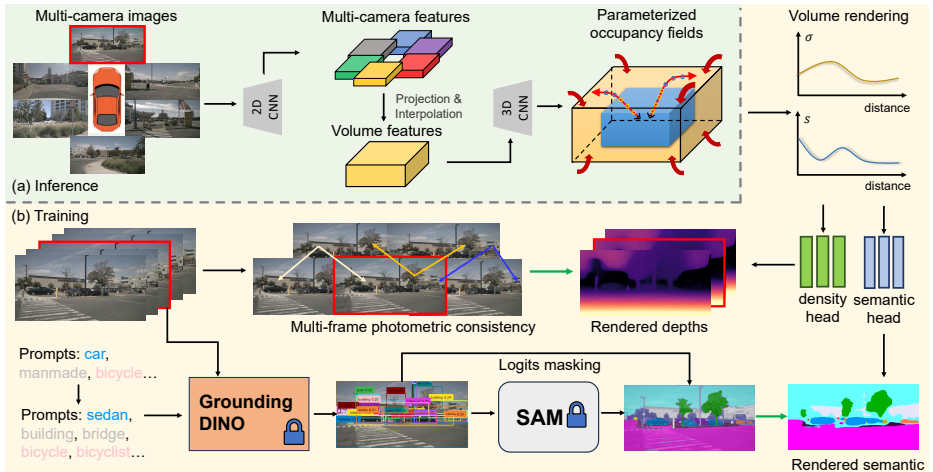 Multi-camera images
Multi-camera features
Parameterized
occupancy fields
Volume rendering
σ
distance
2D
CNN
Projection &
Interpolation
3D
CNN
Volume features
s
distance
(a) Inference
(b) Training
Multi-frame photometric consistency
Rendered depths
density
head
semantic
head
Prompts: car,
manmade, bicycle…
Prompts: sedan,
building, bridge,
bicycle, bicyclist…
Grounding
DINO
Logits masking
SAM
Rendered semantic